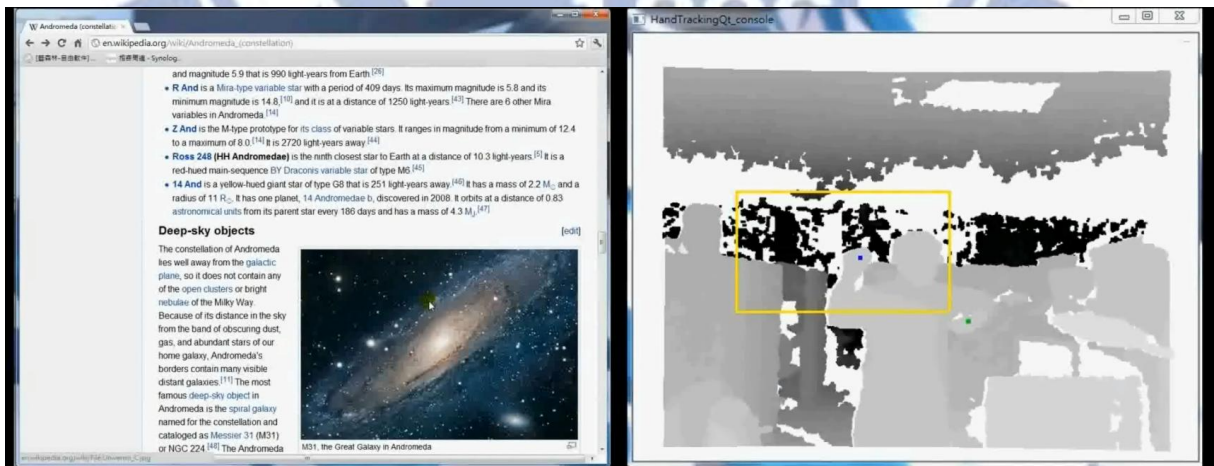 Andromeda (constellatic
en.wikipedia.org/wiki/Andromeda_(constellation)
and magnitude 5.9 that is 990 light-years from Earth.[26]
• R And is a Mira-type variable star with a period of 409 days. Its maximum magnitude is 5.8 and its
minimum magnitude is 14.8,[10] and it is at a distance of 1250 light-years.[43] There are 6 other Mira
variables in Andromeda.[14]
• Z And is the M-type prototype for its class of variable stars. It ranges in magnitude from a minimum of 12.4
to a maximum of 8.0.[14] It is 2720 light-years away.[44]
• Ross 248 (HH Andromedae) is the ninth closest star to Earth at a distance of 10.3 light-years.[5] It is a
red-hued main-sequence BY Draconis variable star of type M6.[45]
• 14 And is a yellow-hued giant star of type G8 that is 251 light-years away.[46] It has a mass of 2.2 M☉ and a
radius of 11 R☉. It has one planet, 14 Andromedae b, discovered in 2008. It orbits at a distance of 0.83
astronomical units from its parent star every 186 days and has a mass of 4.3 MJ.[47]
Deep-sky objects
[edit]
The constellation of Andromeda
lies well away from the galactic
plane, so it does not contain any
of the open clusters or bright
nebulae of the Milky Way.
Because of its distance in the sky
from the band of obscuring dust,
gas, and abundant stars of our
home galaxy, Andromeda's
borders contain many visible
distant galaxies.[11] The most
famous deep-sky object in
Andromeda is the spiral galaxy
named for the constellation and
cataloged as Messier 31 (M31)
or NGC 224.[48] The Andromeda
M31, the Great Galaxy in Andromeda
HandTrackingQt_console